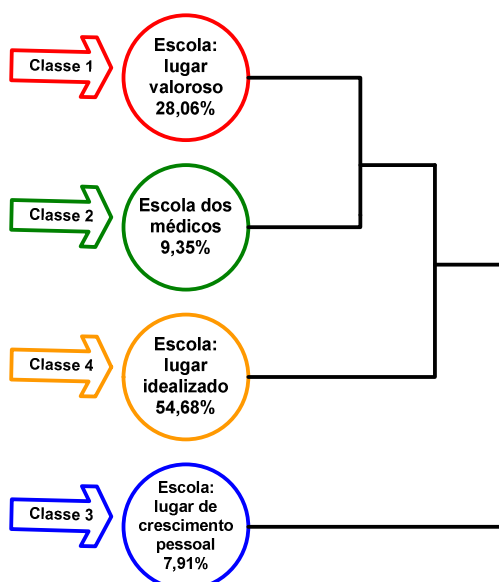 Classe 1
Escola:
lugar
valoroso
28,06%
Classe 2
Escola dos
médicos
9,35%
Classe 4
Escola:
lugar
idealizado
54,68%
Classe 3
Escola:
lugar de
crescimento
pessoal
7,91%